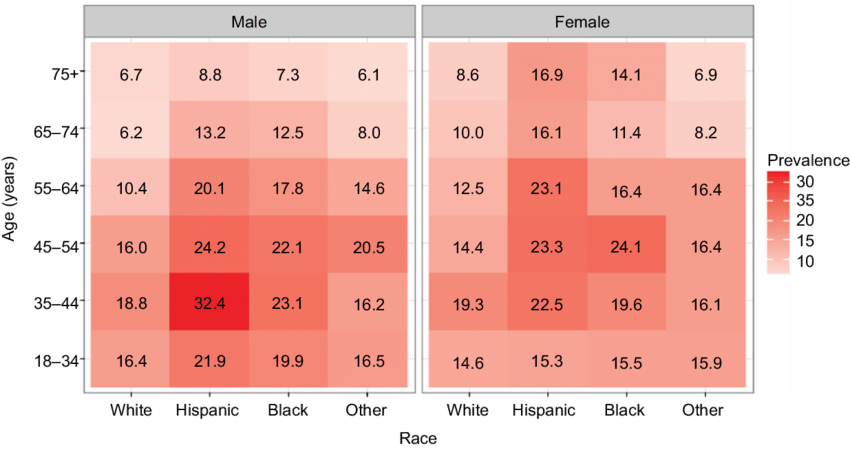 Male Female
75+ 6.7 8.8 7.3 6.1 8.6 16.9 14.1 6.9
65–74 6.2 13.2 12.5 8.0 10.0 16.1 11.4 8.2
55–64 10.4 20.1 17.8 14.6 12.5 23.1 16.4 16.4
45–54 16.0 24.2 22.1 20.5 14.4 23.3 24.1 16.4
35–44 18.8 32.4 23.1 16.2 19.3 22.5 19.6 16.1
18–34 16.4 21.9 19.9 16.5 14.6 15.3 15.5 15.9
White Hispanic Black Other White Hispanic Black Other
Race
Age (years)
Prevalence
30
35
20
15
10